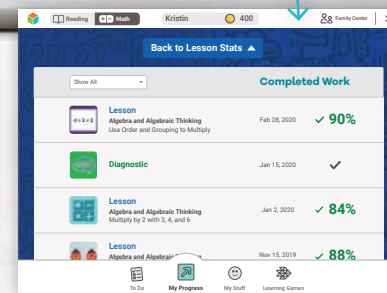 Reading Math Kristin 400 Family Center
Back to Lesson Stats
Show All Completed Work
Lesson
Algebra and Algebraic Thinking
Use Order and Grouping to Multiply
Feb 28, 2020 90%
Diagnostic Jan 15, 2020
Lesson
Algebra and Algebraic Thinking
Multiply by 2 with 3, 4, and 6
Jan 2, 2020 84%
Lesson
Algebra and Algebraic Thinking
Nov 15, 2019 88%
To Do My Progress My Stuff Learning Games